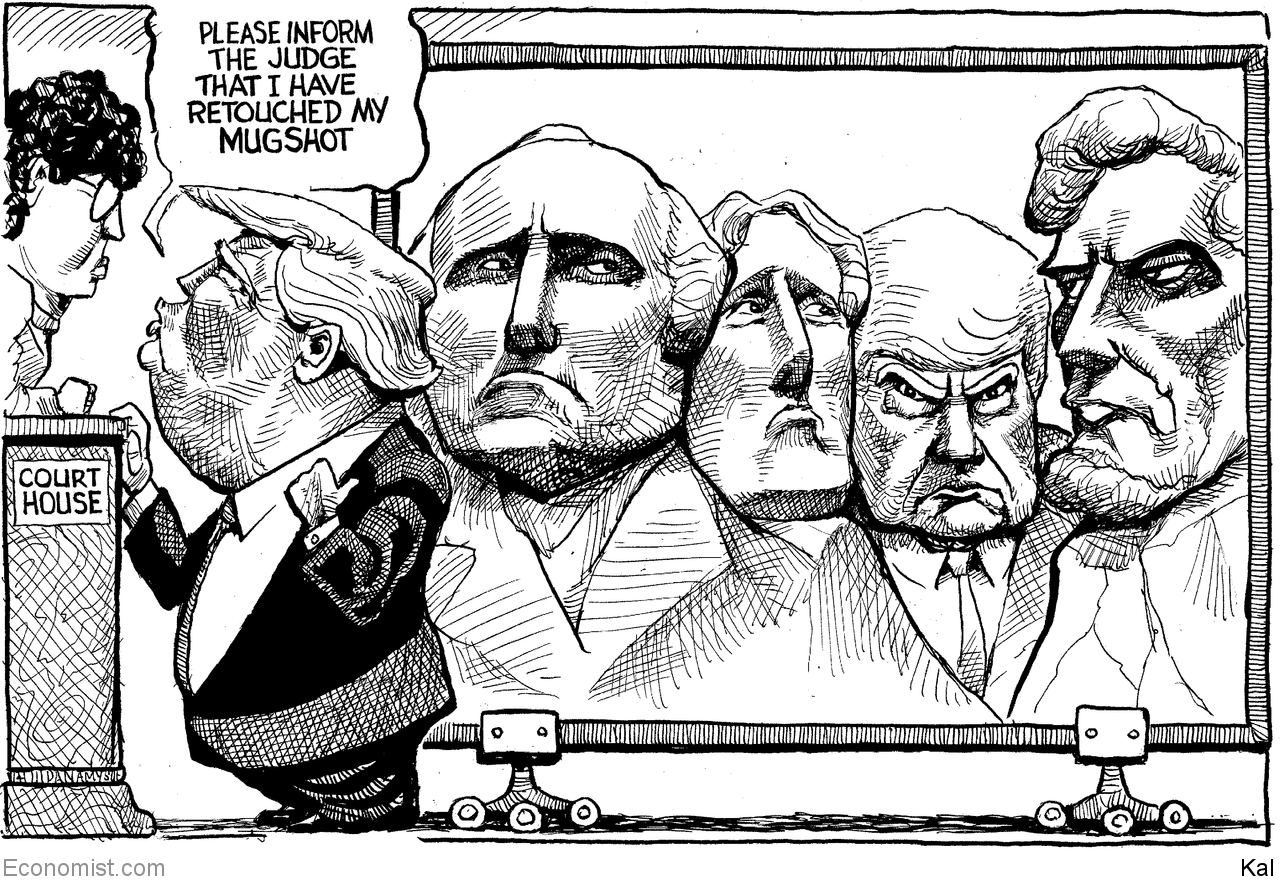 PLEASE INFORM
THE JUDGE
THAT I HAVE
RETOUCHED MY
MUGSHOT
COURT
HOUSE
Economist.com
Kal